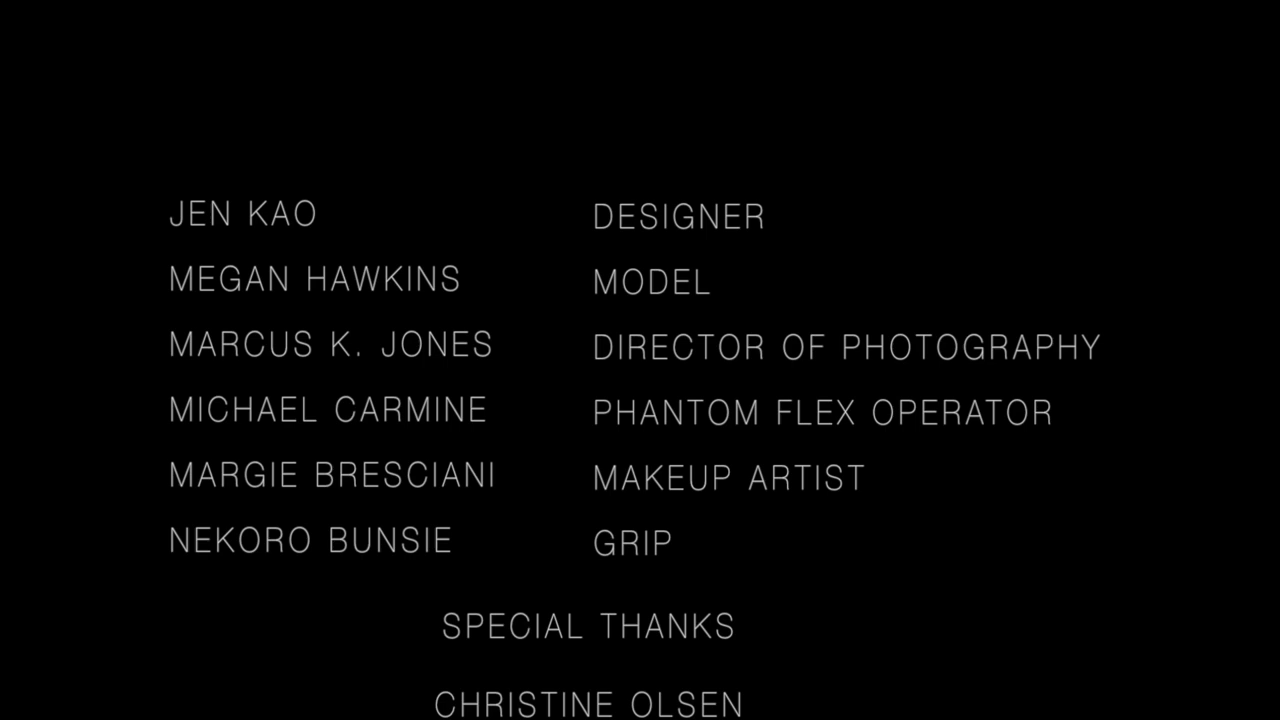 JEN KAO DESIGNER
MEGAN HAWKINS MODEL
MARCUS K. JONES DIRECTOR OF PHOTOGRAPHY
MICHAEL CARMINE PHANTOM FLEX OPERATOR
MARGIE BRESCIANI MAKEUP ARTIST
NEKORO BUNSIE GRIP
SPECIAL THANKS
CHRISTINE OLSEN